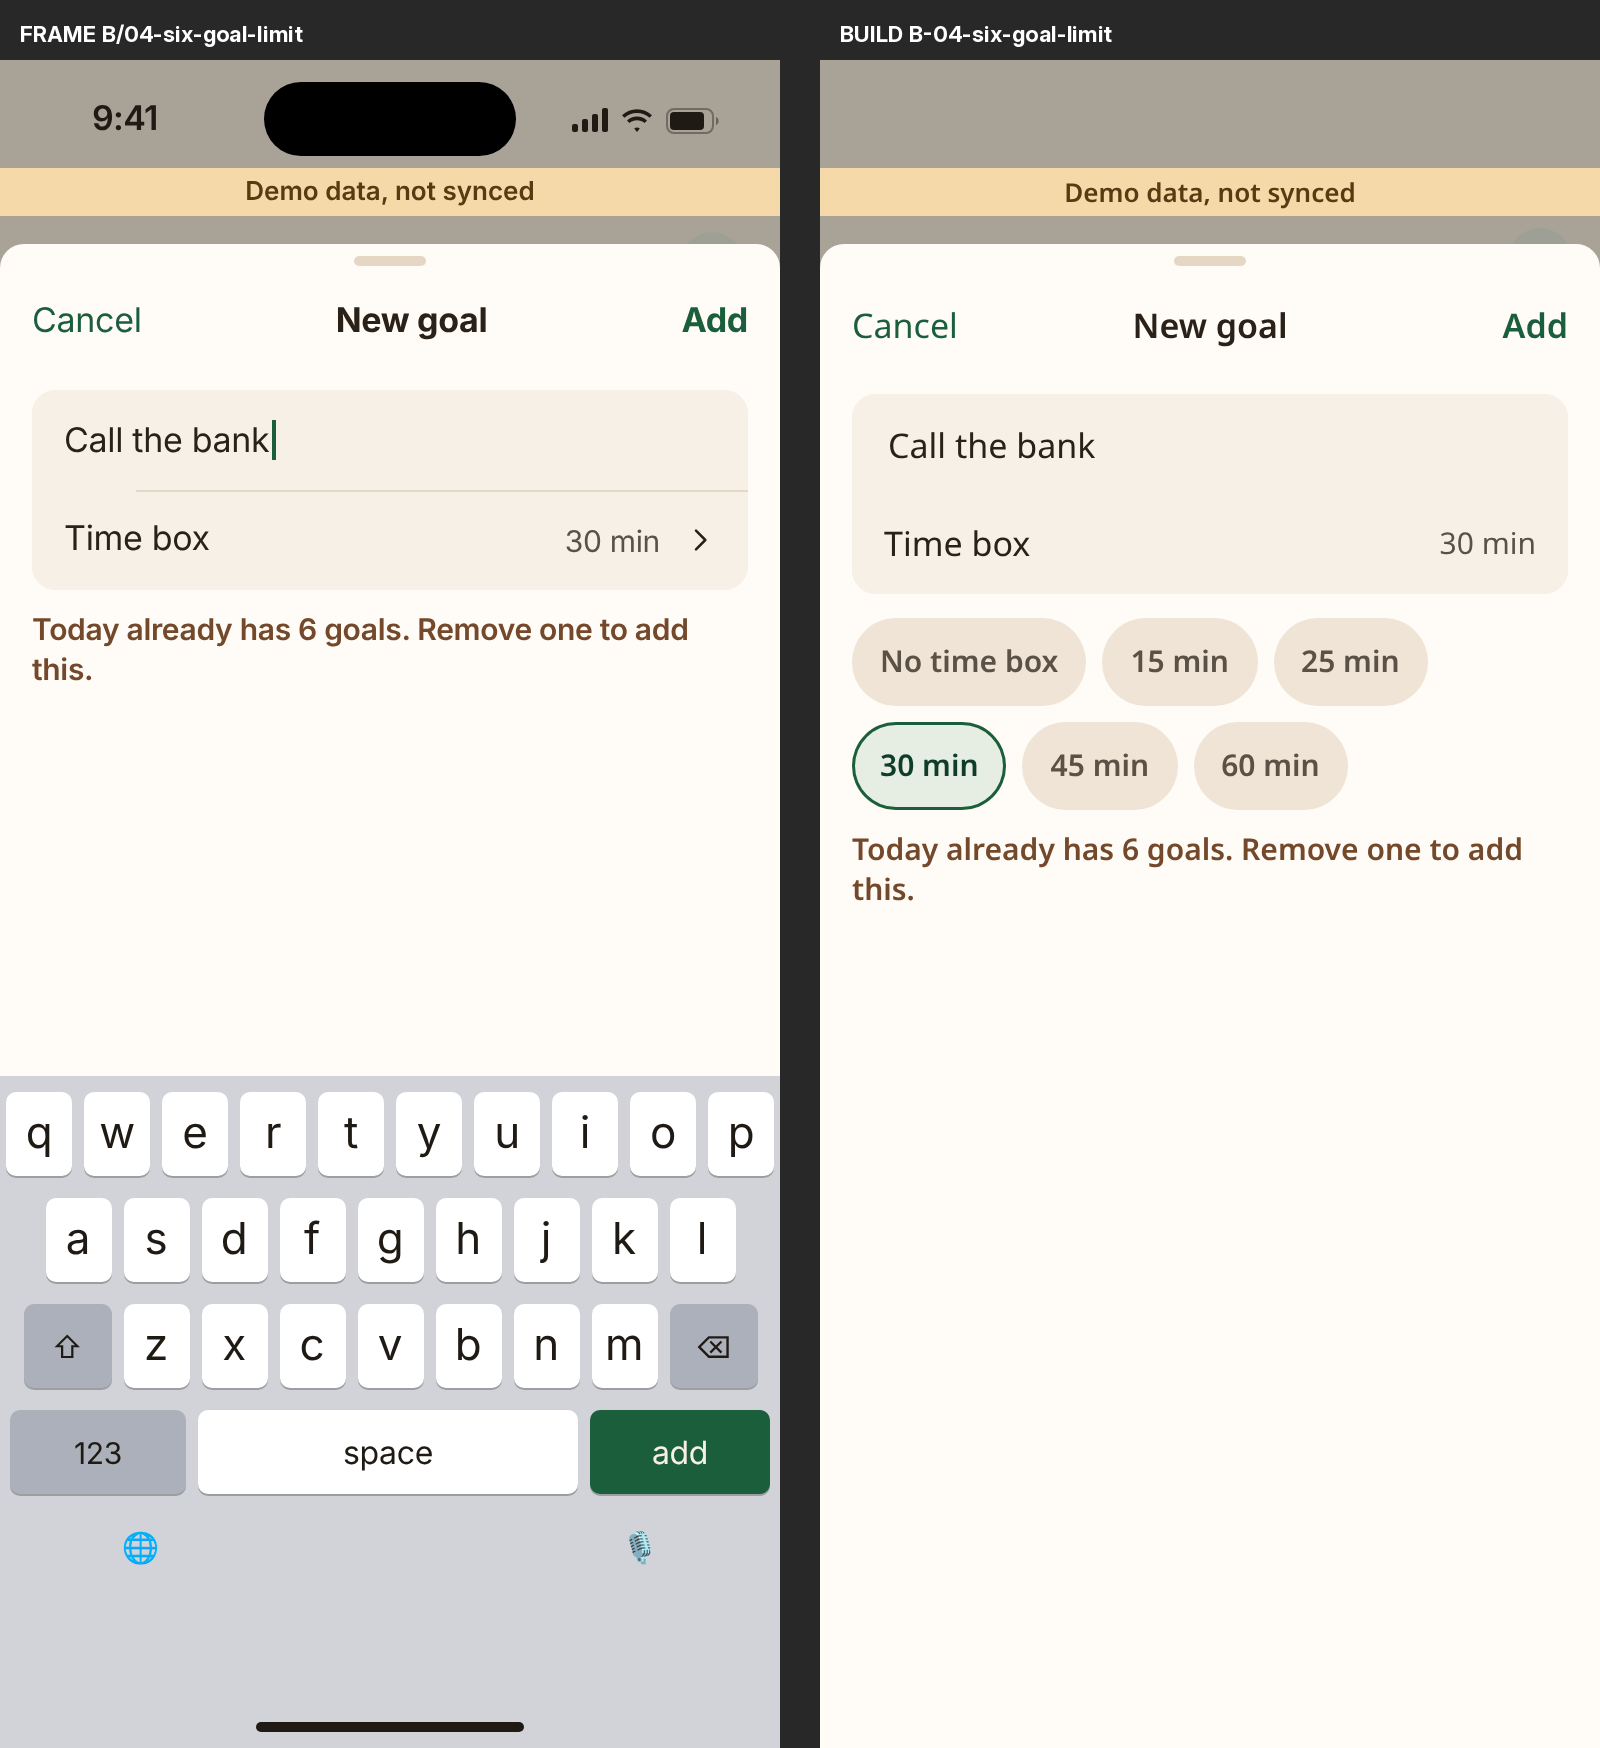 FRAME B/04-six-goal-limit
9:41
Demo data, not synced
Cancel
New goal
Add
Call the bank
Time box
30 min
Today already has 6 goals. Remove one to add
this.
q w e r t y u i o p
a s d f g h j k l
z x c v b n m
123
space
add
BUILD B-04-six-goal-limit
Demo data, not synced
Cancel
New goal
Add
Call the bank
Time box
30 min
No time box
15 min
25 min
30 min
45 min
60 min
Today already has 6 goals. Remove one to add
this.